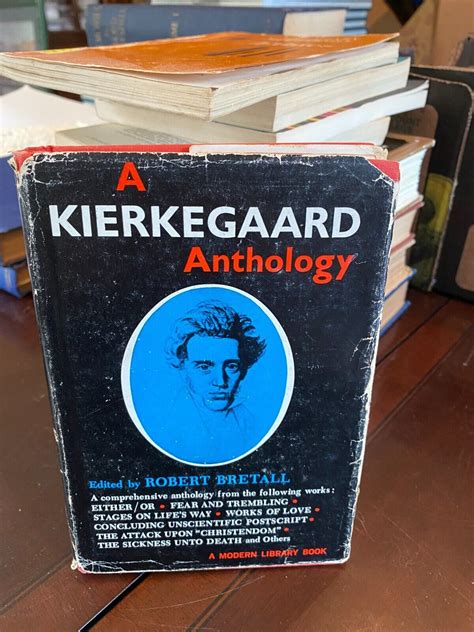 A
KIERKEGAARD
Anthology
Edited by ROBERT BRETALL
A comprehensive anthology from the following works:
EITHER/OR • FEAR AND TREMBLING •
STAGES ON LIFE'S WAY • WORKS OF LOVE •
CONCLUDING UNSCIENTIFIC POSTSCRIPT •
THE ATTACK UPON "CHRISTENDOM" •
THE SICKNESS UNTO DEATH and Others
A MODERN LIBRARY BOOK